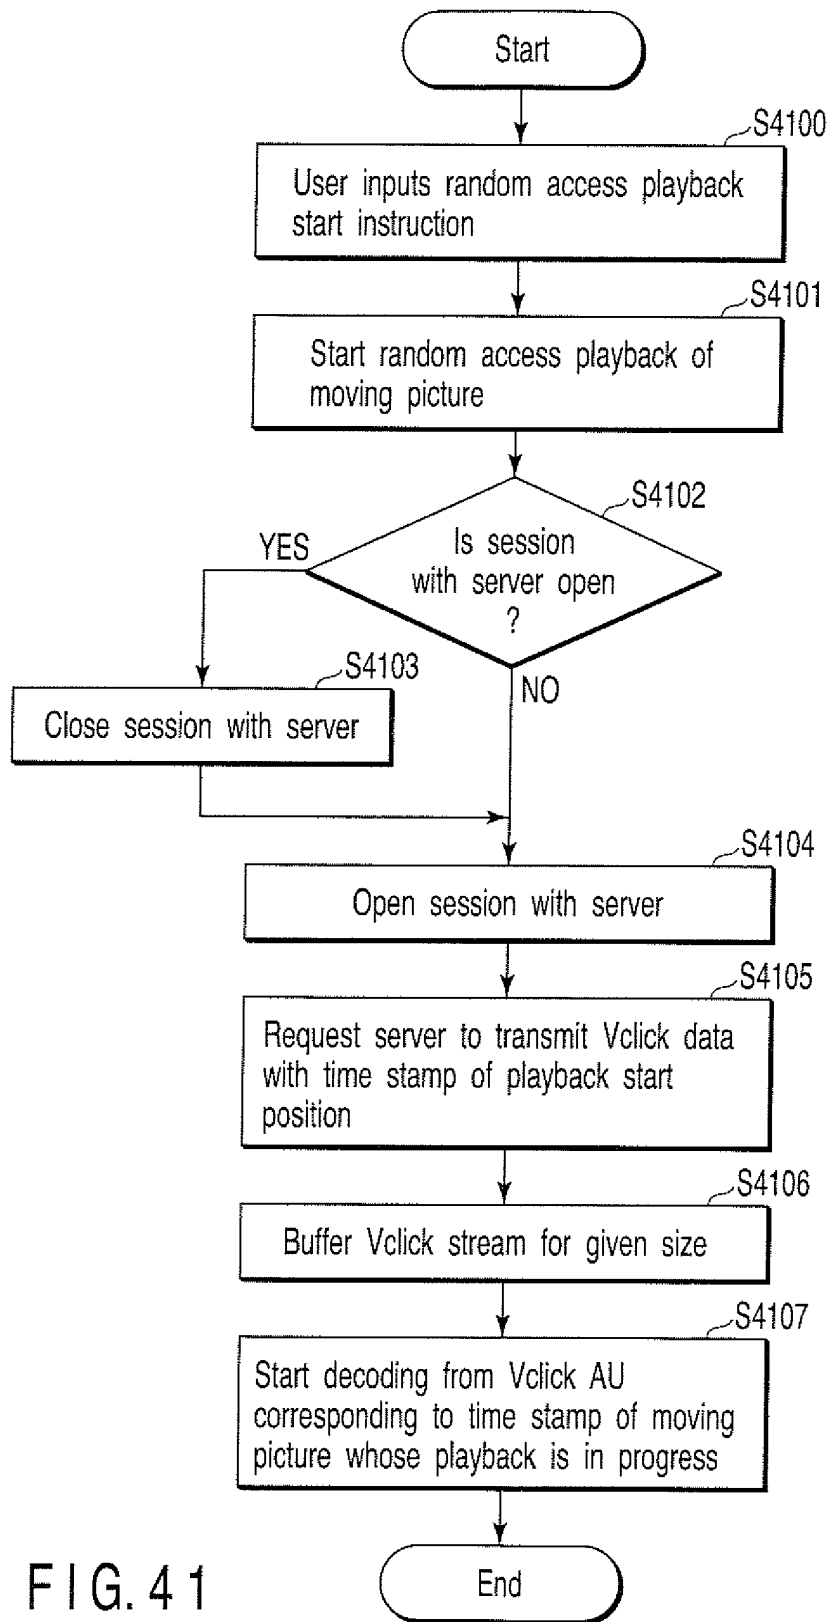 Start
S4100
User inputs random access playback
start instruction
S4101
Start random access playback of
moving picture
S4102
Is session
with server open
?
YES
NO
S4103
Close session with server
S4104
Open session with server
S4105
Request server to transmit Vclick data
with time stamp of playback start
position
S4106
Buffer Vclick stream for given size
S4107
Start decoding from Vclick AU
corresponding to time stamp of moving
picture whose playback is in progress
End
FIG. 41